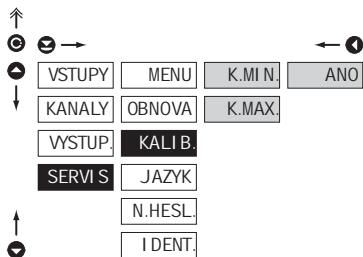 VSTUPY MENU K.MIN. ANO
KANALY OBNOVA K.MAX.
VYSTUP. KALIB.
SERVIS JAZYK
N.HESL.
IDENT.